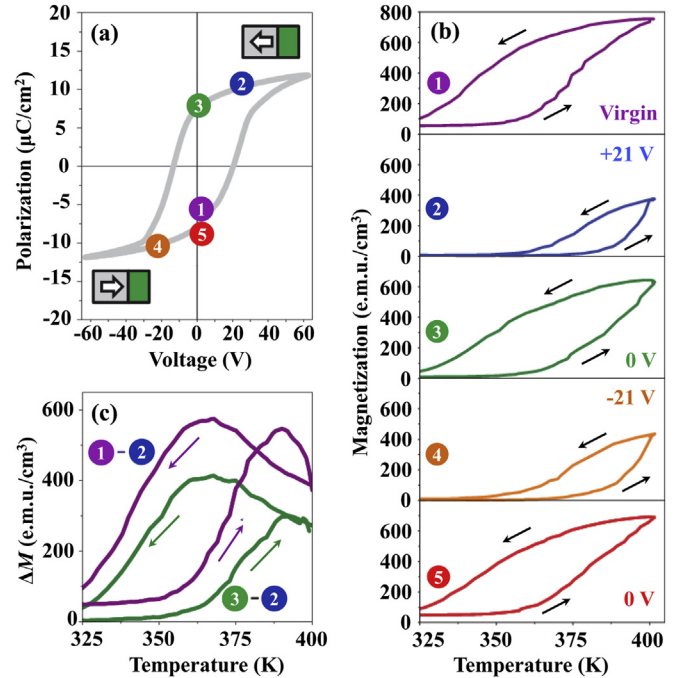 (a)
Polarization (μC/cm²)
20
15
10
5
0
-5
-10
-15
-20
2
3
1
5
4
-60 -40 -20 0 20 40 60
Voltage (V)
(b)
Magnetization (e.m.u./cm³)
800
600
400
200
0
1
Virgin
400
200
0
+21 V
2
600
400
200
0
3
0 V
400
200
0
-21 V
4
800
600
400
200
0
5
0 V
325 350 375 400
Temperature (K)
(c)
ΔM (e.m.u./cm³)
600
400
300
0
1 - 2
3 - 2
325 350 375 400
Temperature (K)